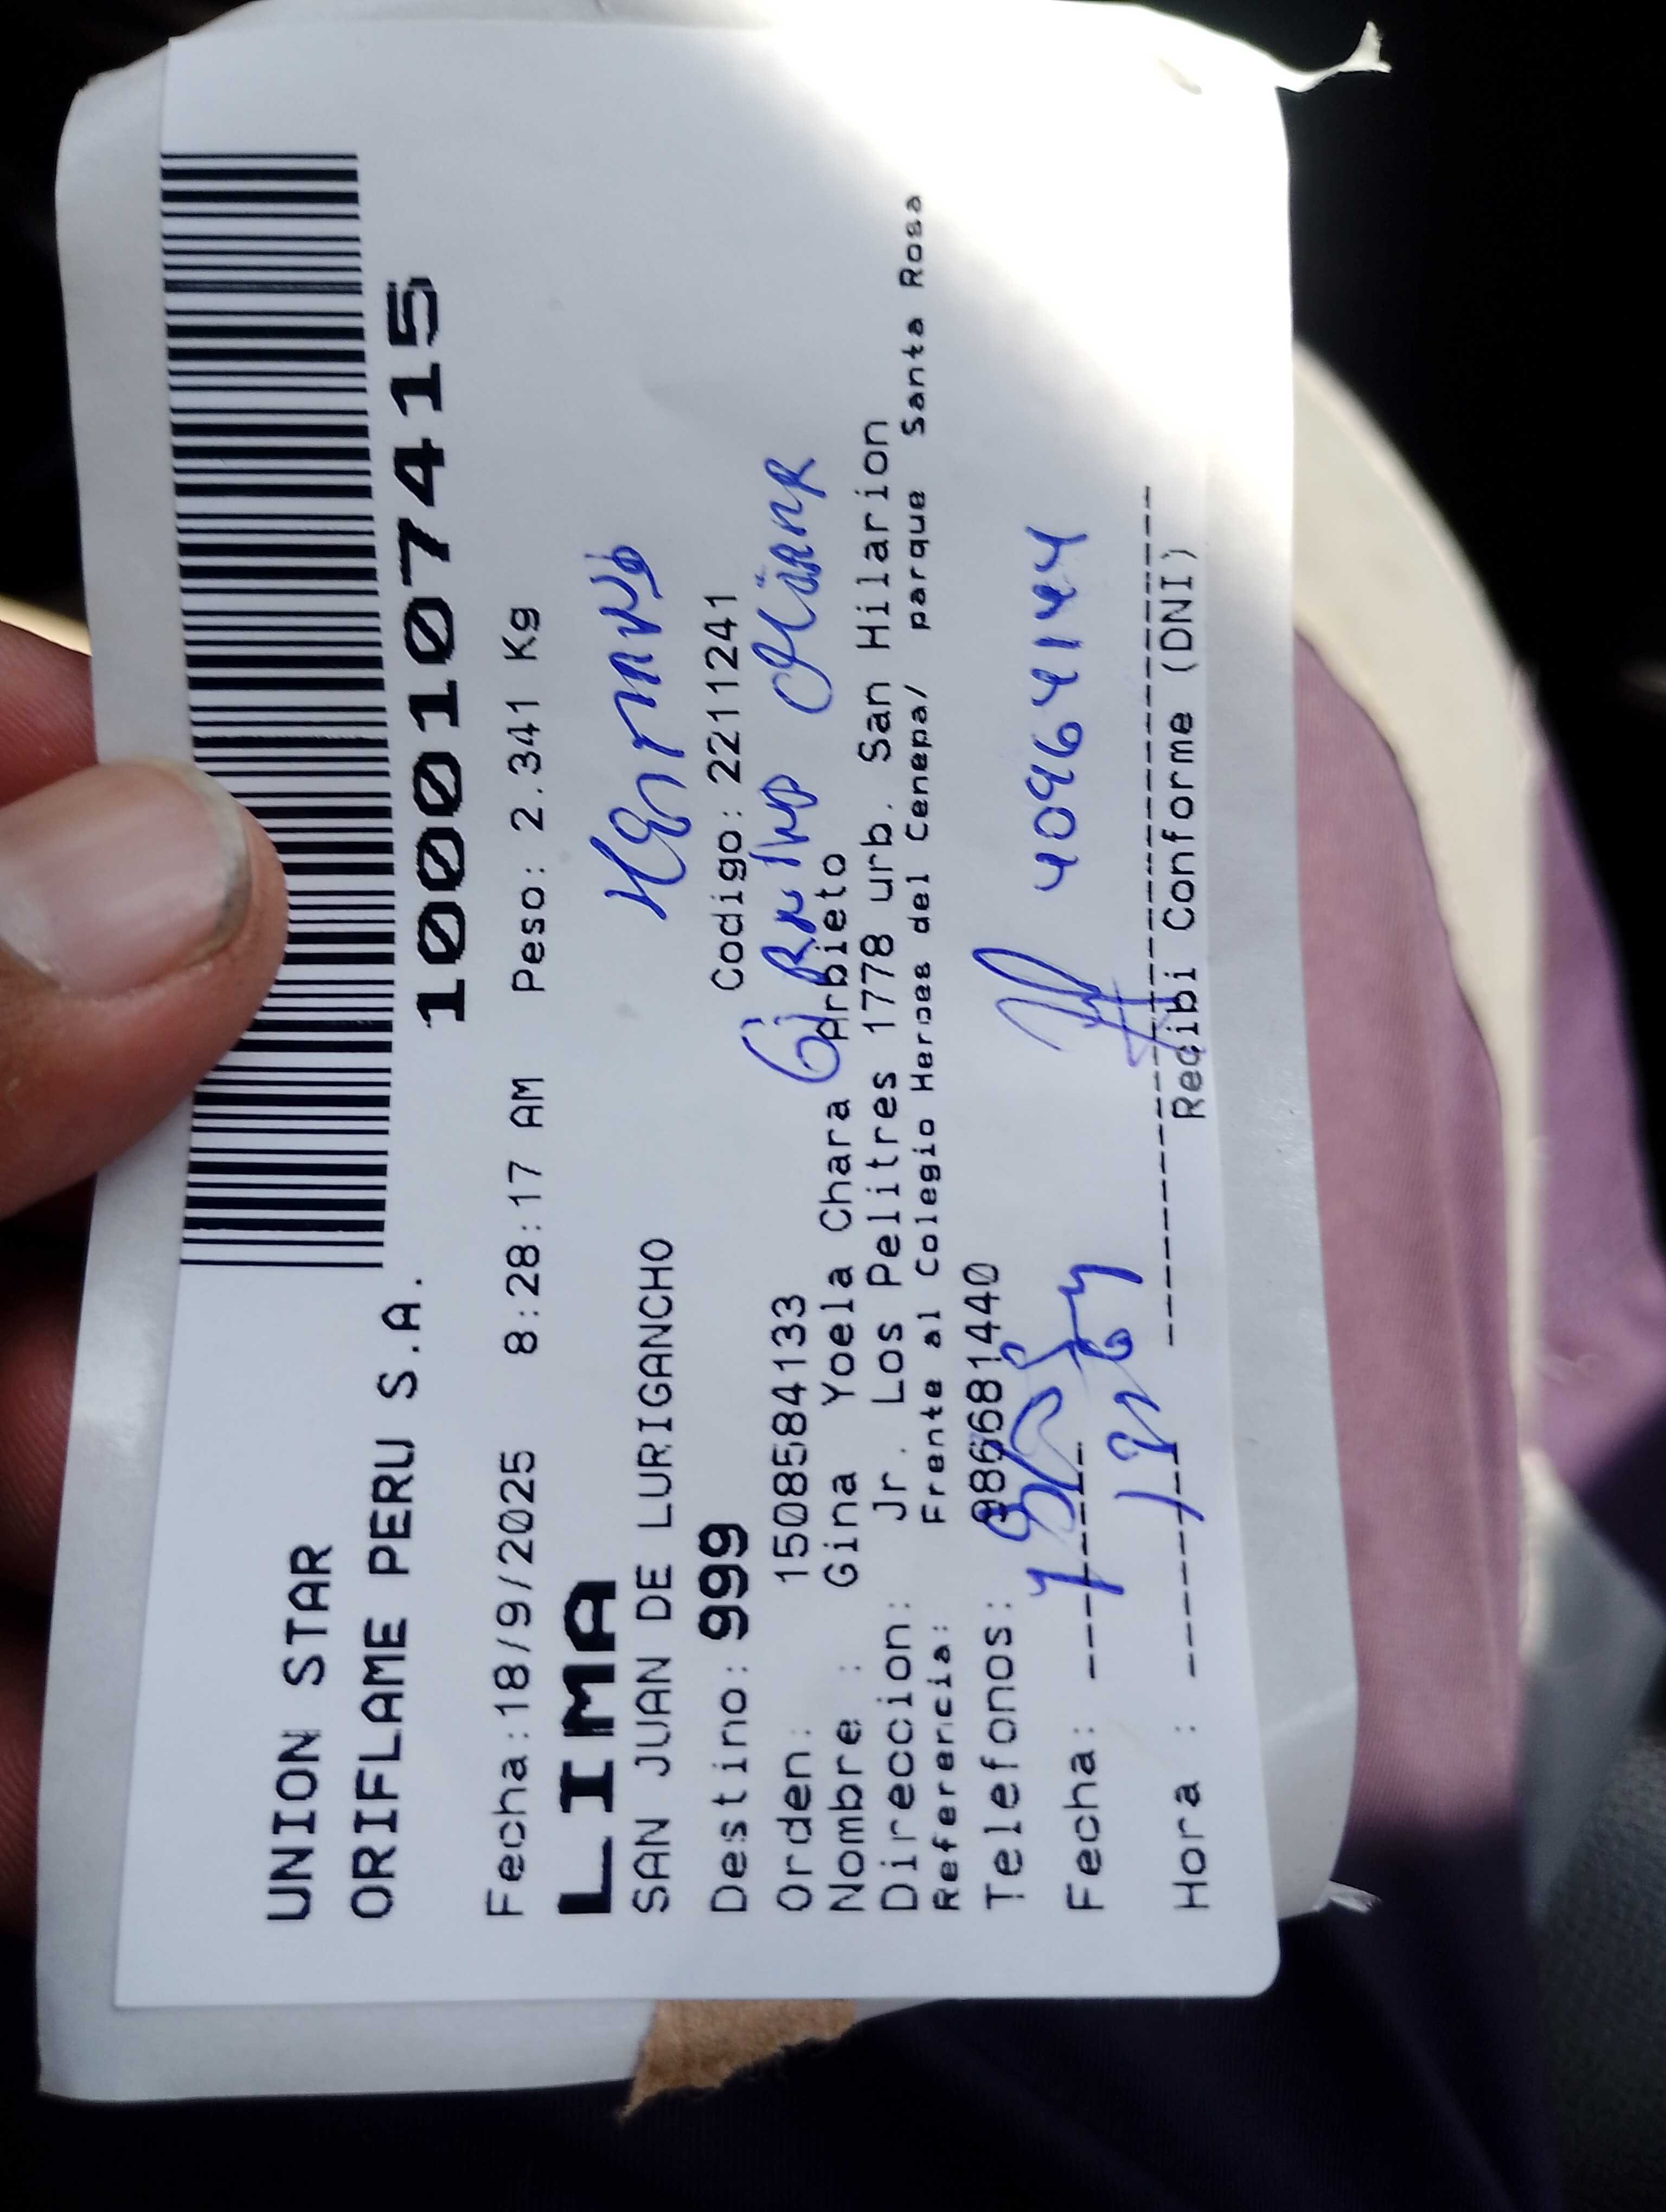 UNION STAR
ORIFLAME PERU S.A.
1000107415
Fecha:18/9/2025 8:28:17 AM Peso: 2.341 Kg
LIMA
SAN JUAN DE LURIGANCHO
Destino: 999 Codigo: 2211241
Orden: 1508584133
Nombre : Gina Yoela Chara Arbieto
Direccion: Jr. Los Pelitres 1778 urb. San Hilarion
Referencia: Frente al Colegio Heroes del Cenepa/ parque Santa Rosa
Telefonos: 986681440
40964144
Fecha:
Hora :
Recibi Conforme (DNI)